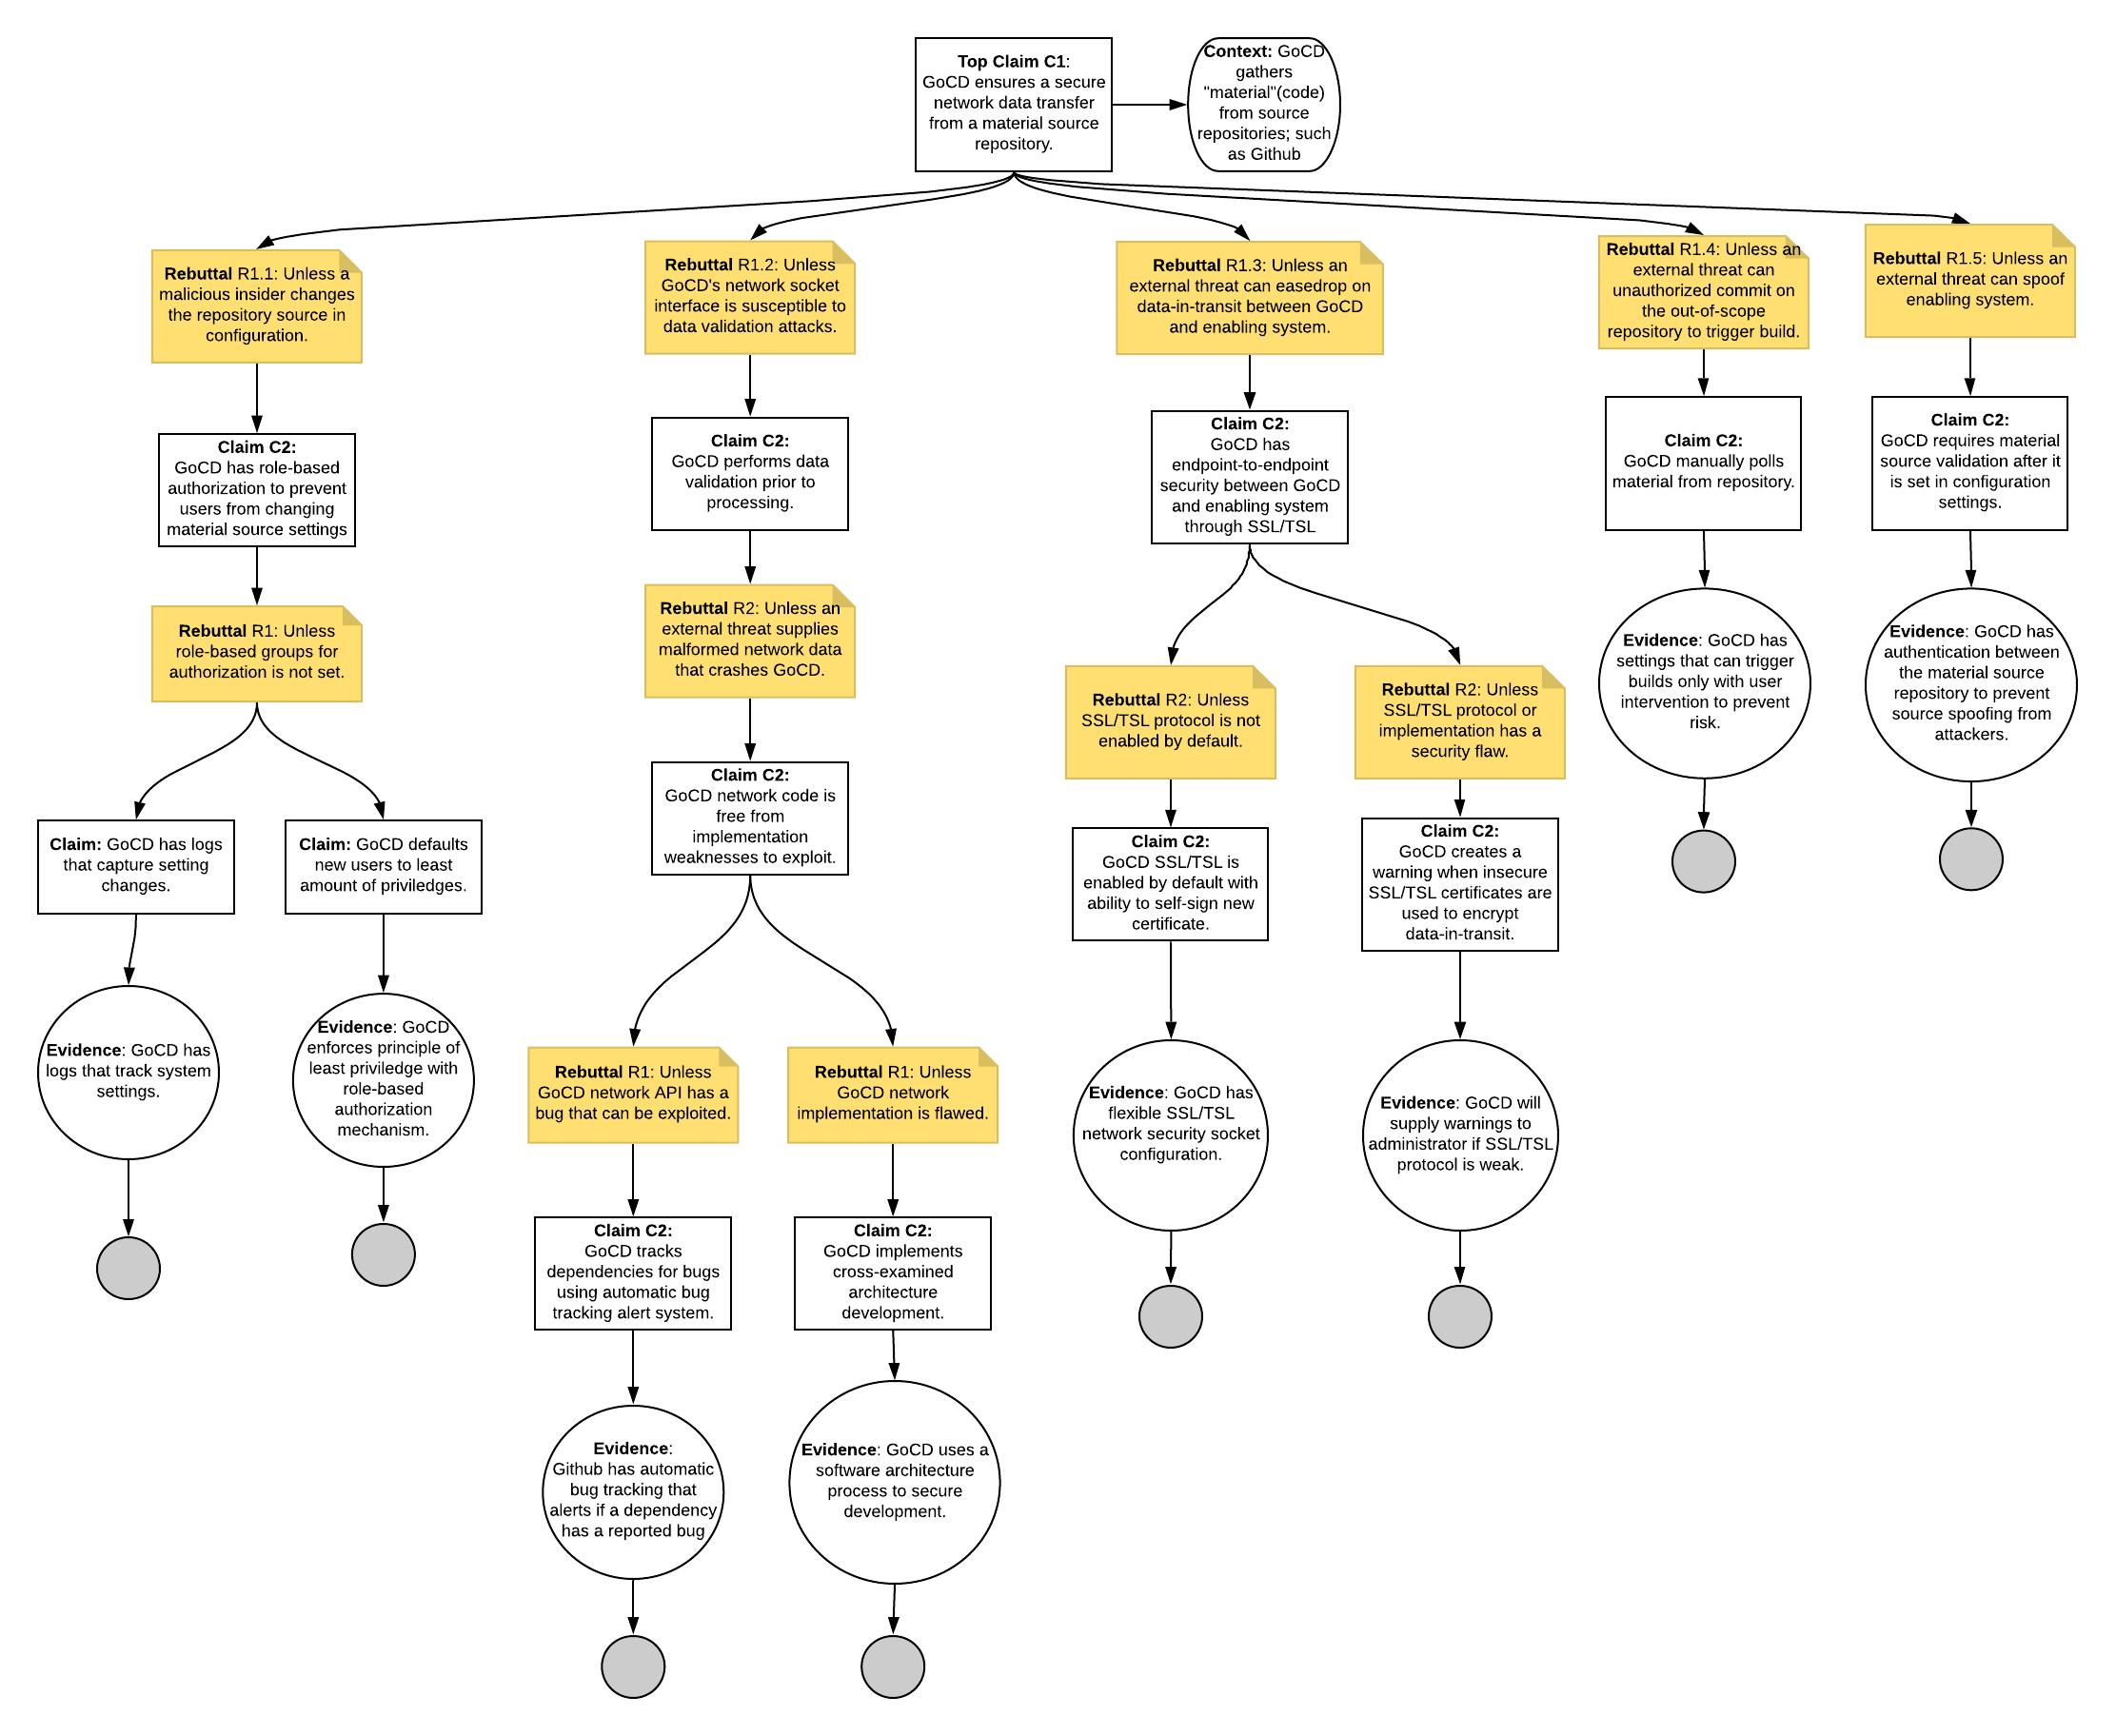 Top Claim C1:
GoCD ensures a secure
network data transfer
from a material source
repository.
Context: GoCD
gathers
"material"(code)
from source
repositories; such
as Github
Rebuttal R1.1: Unless a
malicious insider changes
the repository source in
configuration.
Rebuttal R1.2: Unless
GoCD's network socket
interface is susceptible to
data validation attacks.
Rebuttal R1.3: Unless an
external threat can easedrop on
data-in-transit between GoCD
and enabling system.
Rebuttal R1.4: Unless an
external threat can
unauthorized commit on
the out-of-scope
repository to trigger build.
Rebuttal R1.5: Unless an
external threat can spoof
enabling system.
Claim C2:
GoCD has role-based
authorization to prevent
users from changing
material source settings
Claim C2:
GoCD performs data
validation prior to
processing.
Claim C2:
GoCD has
endpoint-to-endpoint
security between GoCD
and enabling system
through SSL/TSL
Claim C2:
GoCD manually polls
material from repository.
Claim C2:
GoCD requires material
source validation after it
is set in configuration
settings.
Rebuttal R1: Unless
role-based groups for
authorization is not set.
Rebuttal R2: Unless an
external threat supplies
malformed network data
that crashes GoCD.
Rebuttal R2: Unless
SSL/TSL protocol is not
enabled by default.
Rebuttal R2: Unless
SSL/TSL protocol or
implementation has a
security flaw.
Evidence: GoCD has
settings that can trigger
builds only with user
intervention to prevent
risk.
Evidence: GoCD has
authentication between
the material source
repository to prevent
source spoofing from
attackers.
Claim: GoCD has logs
that capture setting
changes.
Claim: GoCD defaults
new users to least
amount of priviledges.
Claim C2:
GoCD network code is
free from
implementation
weaknesses to exploit.
Claim C2:
GoCD SSL/TSL is
enabled by default with
ability to self-sign new
certificate.
Claim C2:
GoCD creates a
warning when insecure
SSL/TSL certificates are
used to encrypt
data-in-transit.
Evidence: GoCD has
logs that track system
settings.
Evidence: GoCD
enforces principle of
least priviledge with
role-based
authorization
mechanism.
Rebuttal R1: Unless
GoCD network API has a
bug that can be exploited.
Rebuttal R1: Unless
GoCD network
implementation is flawed.
Evidence: GoCD has
flexible SSL/TSL
network security socket
configuration.
Evidence: GoCD will
supply warnings to
administrator if SSL/TSL
protocol is weak.
Claim C2:
GoCD tracks
dependencies for bugs
using automatic bug
tracking alert system.
Claim C2:
GoCD implements
cross-examined
architecture
development.
Evidence:
Github has automatic
bug tracking that
alerts if a dependency
has a reported bug
Evidence: GoCD uses a
software architecture
process to secure
development.